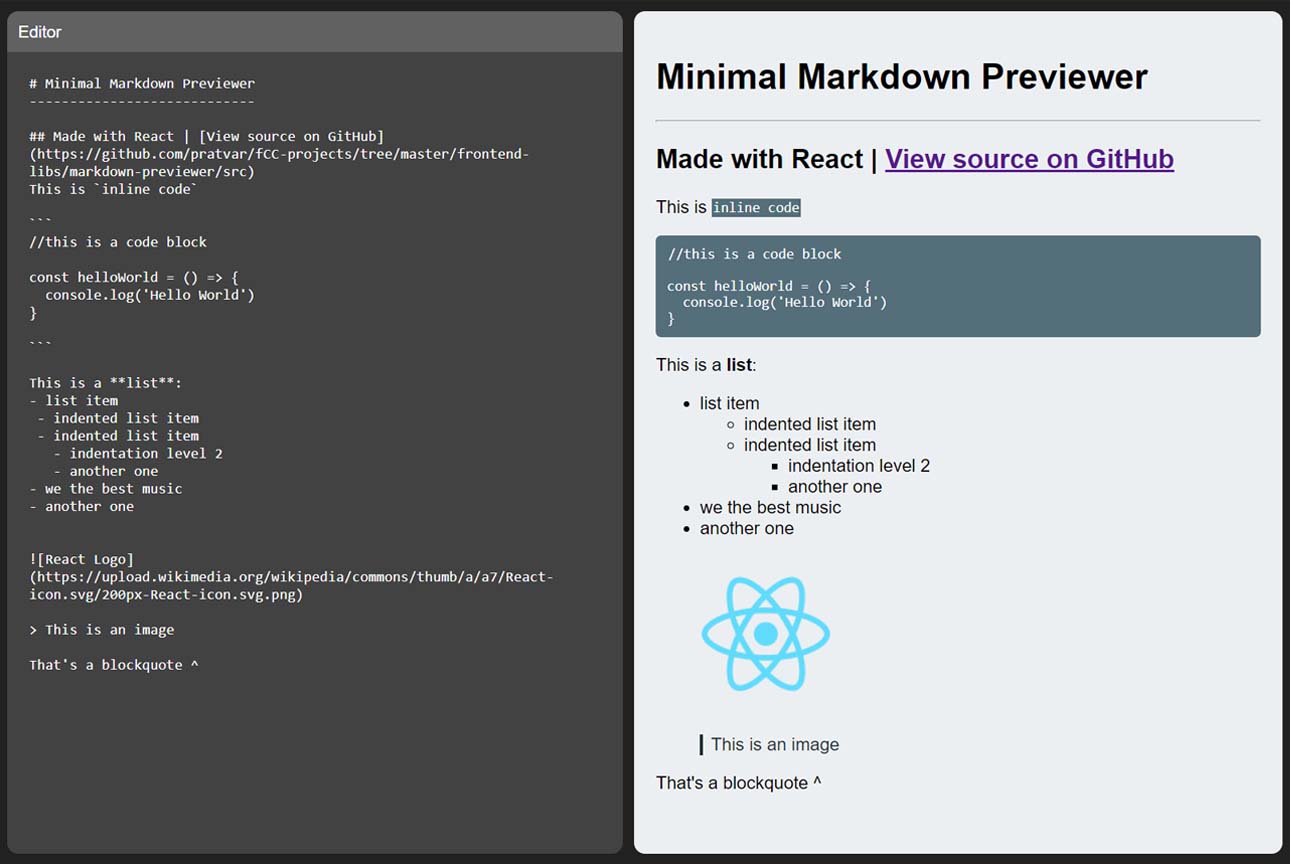 Editor
# Minimal Markdown Previewer
----------------------------
## Made with React | [View source on GitHub]
(https://github.com/pratvar/fCC-projects/tree/master/frontend-
libs/markdown-previewer/src)
This is `inline code`
```
//this is a code block
const helloWorld = () => {
  console.log('Hello World')
}
```
This is a **list**:
- list item
 - indented list item
 - indented list item
   - indentation level 2
   - another one
- we the best music
- another one
![React Logo]
(https://upload.wikimedia.org/wikipedia/commons/thumb/a/a7/React-
icon.svg/200px-React-icon.svg.png)
> This is an image
That's a blockquote ^
Minimal Markdown Previewer
Made with React | View source on GitHub
This is inline code
//this is a code block
const helloWorld = () => {
  console.log('Hello World')
}
This is a list:
list item
indented list item
indented list item
indentation level 2
another one
we the best music
another one
This is an image
That's a blockquote ^